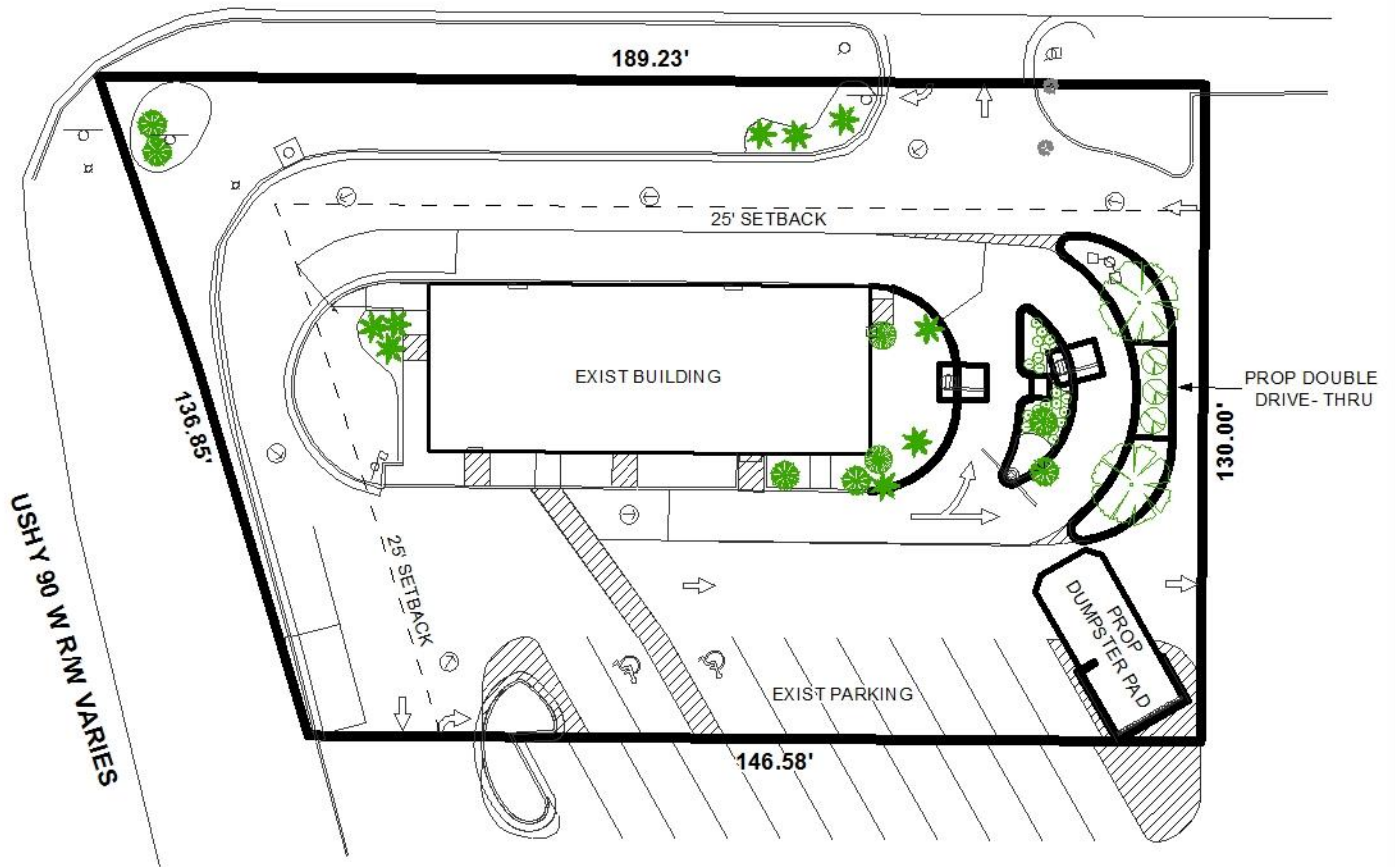 189.23'
25' SETBACK
EXIST BUILDING
PROP DOUBLE
DRIVE- THRU
136.85'
130.00'
USHY 90 W R/W VARIES
25' SETBACK
PROP
DUMPSTER PAD
EXIST PARKING
146.58'